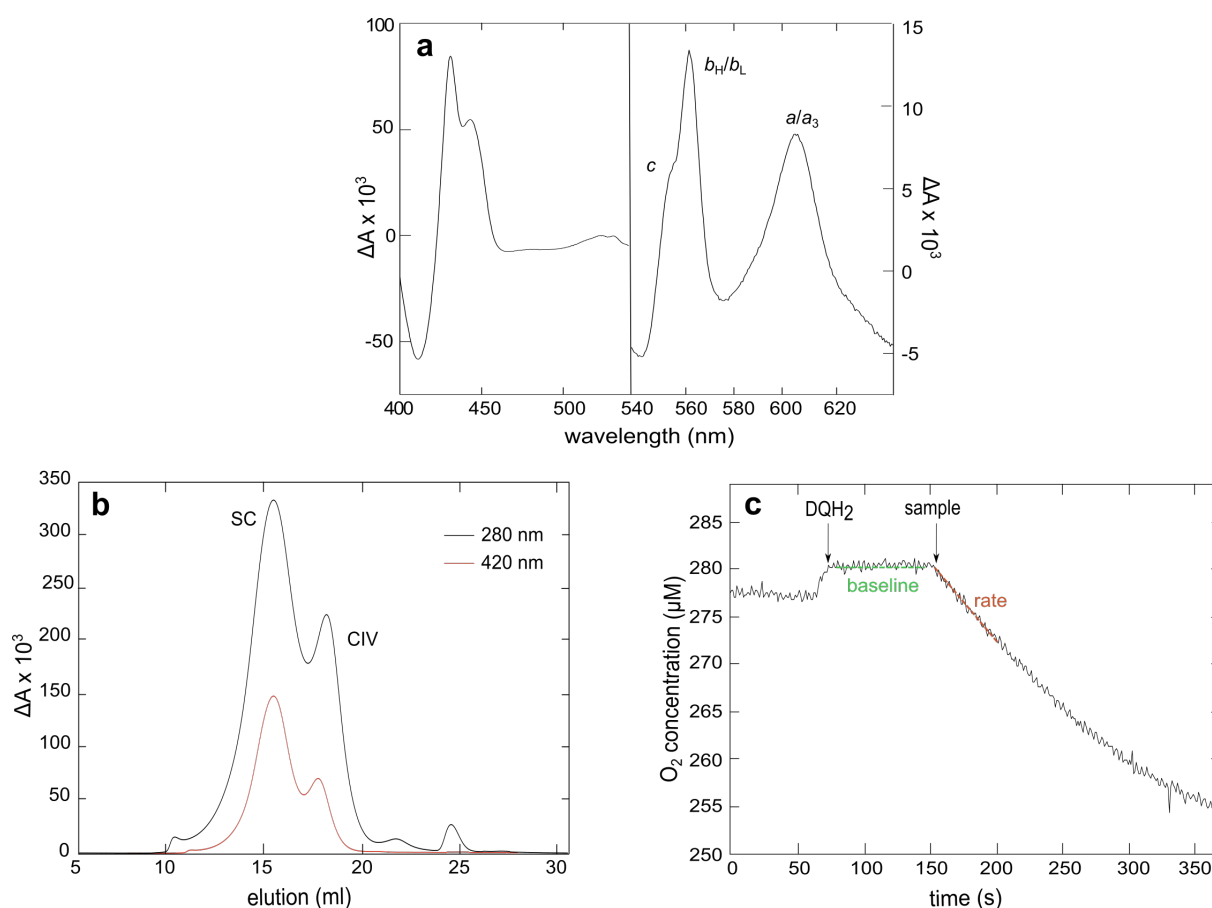 a
100
50
0
-50
ΔA x 10³
400
450
500
540
560
580
600
620
wavelength (nm)
c
bH/bL
a/a₃
15
10
5
0
-5
ΔA x 10³
b
350
300
250
200
150
100
50
0
ΔA x 10³
SC
CIV
280 nm
420 nm
5
10
15
20
25
30
elution (ml)
c
DQH₂
sample
baseline
rate
285
280
275
270
265
260
255
250
O₂ concentration (µM)
0
50
100
150
200
250
300
350
time (s)